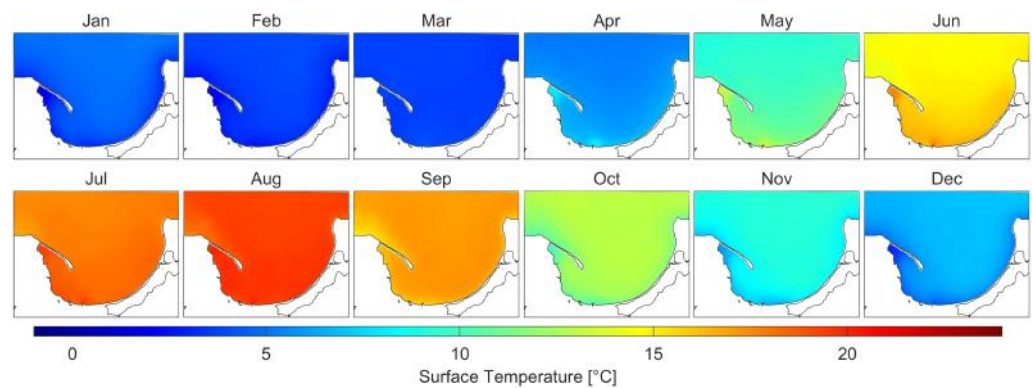 Jan Feb Mar Apr May Jun
Jul Aug Sep Oct Nov Dec
0 5 10 15 20
Surface Temperature [°C]